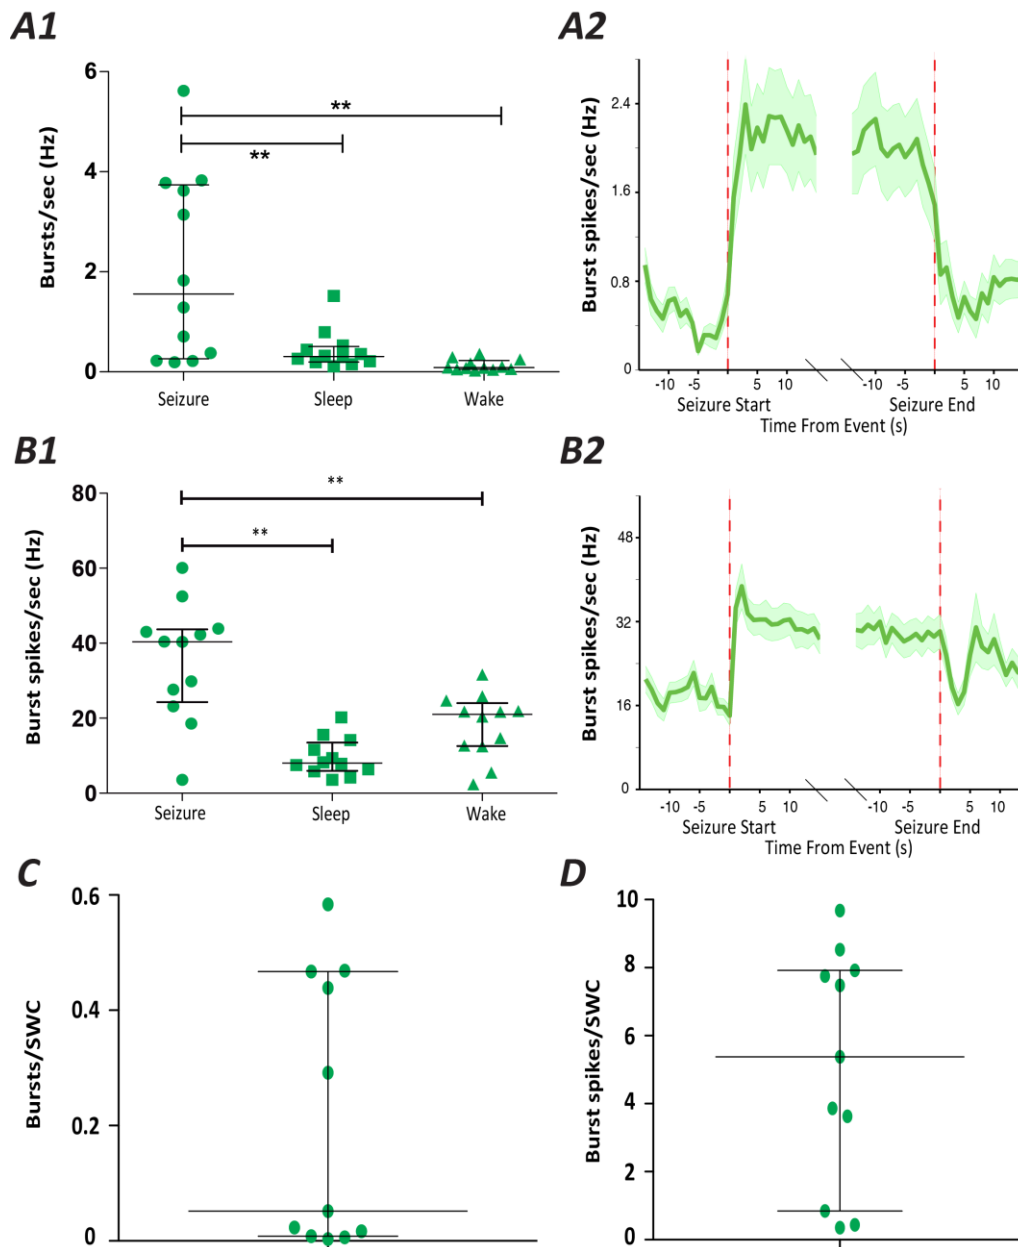 A1
Bursts/sec (Hz)
6
4
2
0
**
**
Seizure Sleep Wake
A2
Burst spikes/sec (Hz)
2.4
1.6
0.8
0
-10 -5 5 10 -10 -5 5 10
Seizure Start Seizure End
Time From Event (s)
B1
Burst spikes/sec (Hz)
80
60
40
20
0
**
**
Seizure Sleep Wake
B2
Burst spikes/sec (Hz)
48
32
16
0
-10 -5 5 10 -10 -5 5 10
Seizure Start Seizure End
Time From Event (s)
C
Bursts/SWC
0.6
0.4
0.2
0
D
Burst spikes/SWC
10
8
6
4
2
0